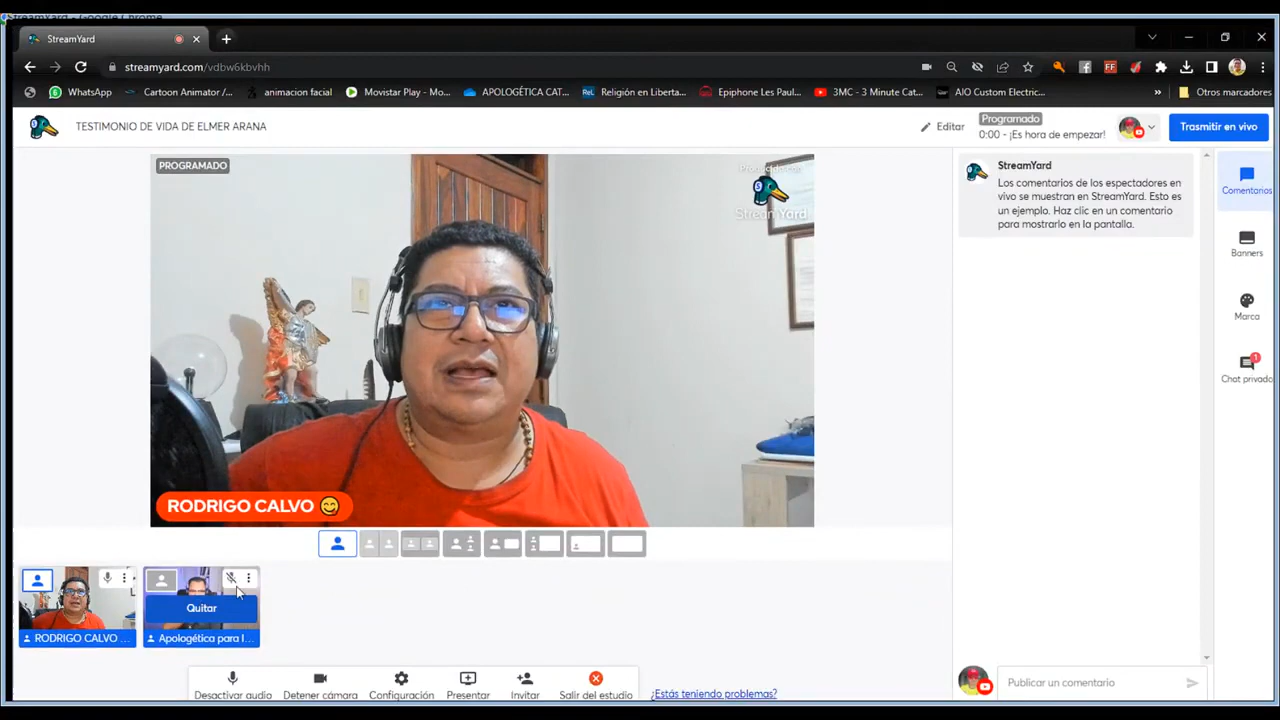 StreamYard - Google Chrome
StreamYard
streamyard.com/vdbw6kbvhh
WhatsApp
Cartoon Animator /...
animacion facial
Movistar Play - Mo...
APOLOGÉTICA CAT...
Religión en Liberta...
Epiphone Les Paul...
3MC - 3 Minute Cat...
AIO Custom Electric...
»
Otros marcadores
TESTIMONIO DE VIDA DE ELMER ARANA
Editar
Programado
0:00 - ¡Es hora de empezar!
Trasmitir en vivo
PROGRAMADO
StreamYard
RODRIGO CALVO 😊
StreamYard
Los comentarios de los espectadores en
vivo se muestran en StreamYard. Esto es
un ejemplo. Haz clic en un comentario
para mostrarlo en la pantalla.
Comentarios
Banners
Marca
1
Chat privado
Quitar
RODRIGO CALVO ...
Apologética para l...
Desactivar audio
Detener cámara
Configuración
Presentar
Invitar
Salir del estudio
¿Estás teniendo problemas?
Publicar un comentario